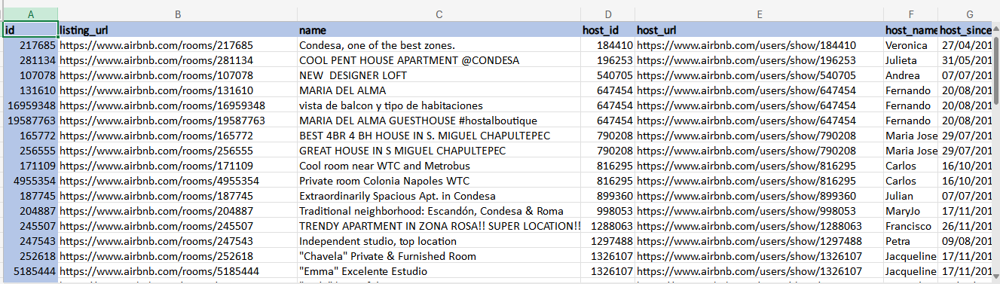 A B C D E F G
id listing_url name host_id host_url host_name host_since
217685 https://www.airbnb.com/rooms/217685 Condesa, one of the best zones. 184410 https://www.airbnb.com/users/show/184410 Veronica 27/04/201
281134 https://www.airbnb.com/rooms/281134 COOL PENT HOUSE APARTMENT @CONDESA 196253 https://www.airbnb.com/users/show/196253 Julieta 31/05/201
107078 https://www.airbnb.com/rooms/107078 NEW  DESIGNER LOFT 540705 https://www.airbnb.com/users/show/540705 Andrea 07/07/201
131610 https://www.airbnb.com/rooms/131610 MARIA DEL ALMA 647454 https://www.airbnb.com/users/show/647454 Fernando 20/08/201
16959348 https://www.airbnb.com/rooms/16959348 vista de balcon y tipo de habitaciones 647454 https://www.airbnb.com/users/show/647454 Fernando 20/08/201
19587763 https://www.airbnb.com/rooms/19587763 MARIA DEL ALMA GUESTHOUSE #hostalboutique 647454 https://www.airbnb.com/users/show/647454 Fernando 20/08/201
165772 https://www.airbnb.com/rooms/165772 BEST 4BR 4 BH HOUSE IN S. MIGUEL CHAPULTEPEC 790208 https://www.airbnb.com/users/show/790208 Maria Jose 29/07/201
256555 https://www.airbnb.com/rooms/256555 GREAT HOUSE IN S MIGUEL CHAPULTEPEC 790208 https://www.airbnb.com/users/show/790208 Maria Jose 29/07/201
171109 https://www.airbnb.com/rooms/171109 Cool room near WTC and Metrobus 816295 https://www.airbnb.com/users/show/816295 Carlos 16/10/201
4955354 https://www.airbnb.com/rooms/4955354 Private room Colonia Napoles WTC 816295 https://www.airbnb.com/users/show/816295 Carlos 16/10/201
187745 https://www.airbnb.com/rooms/187745 Extraordinarily Spacious Apt. in Condesa 899360 https://www.airbnb.com/users/show/899360 Julian 07/07/201
204887 https://www.airbnb.com/rooms/204887 Traditional neighborhood: Escandón, Condesa & Roma 998053 https://www.airbnb.com/users/show/998053 MaryJo 17/11/201
245507 https://www.airbnb.com/rooms/245507 TRENDY APARTMENT IN ZONA ROSA!! SUPER LOCATION!! 1288063 https://www.airbnb.com/users/show/1288063 Francisco 26/11/201
247543 https://www.airbnb.com/rooms/247543 Independent studio, top location 1297488 https://www.airbnb.com/users/show/1297488 Petra 09/08/201
252618 https://www.airbnb.com/rooms/252618 "Chavela" Private & Furnished Room 1326107 https://www.airbnb.com/users/show/1326107 Jacqueline 17/11/201
5185444 https://www.airbnb.com/rooms/5185444 "Emma" Excelente Estudio 1326107 https://www.airbnb.com/users/show/1326107 Jacqueline 17/11/201